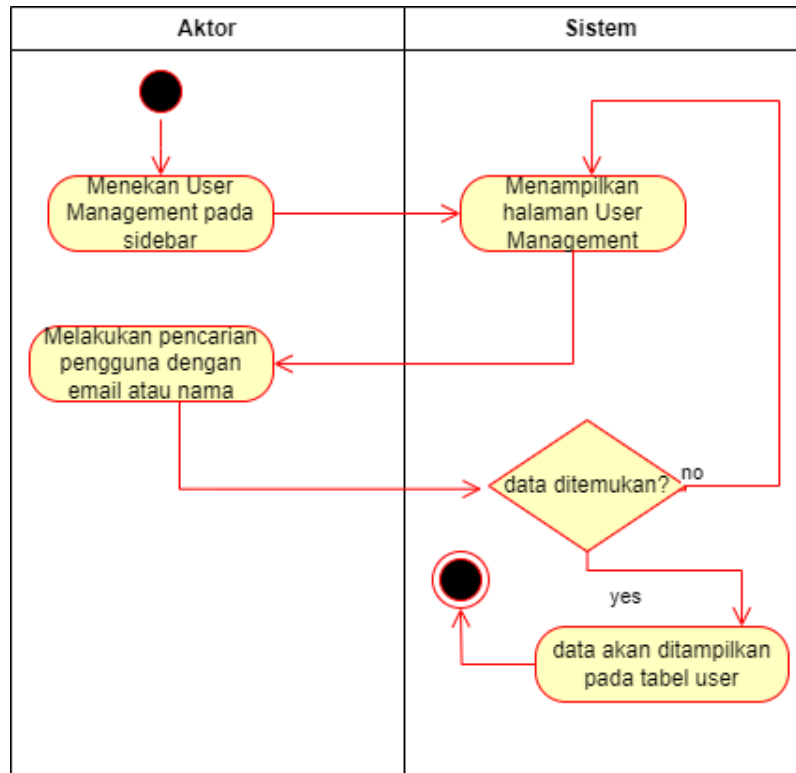 Aktor
Sistem
Menekan User
Management pada
sidebar
Menampilkan
halaman User
Management
Melakukan pencarian
pengguna dengan
email atau nama
data ditemukan?
no
yes
data akan ditampilkan
pada tabel user